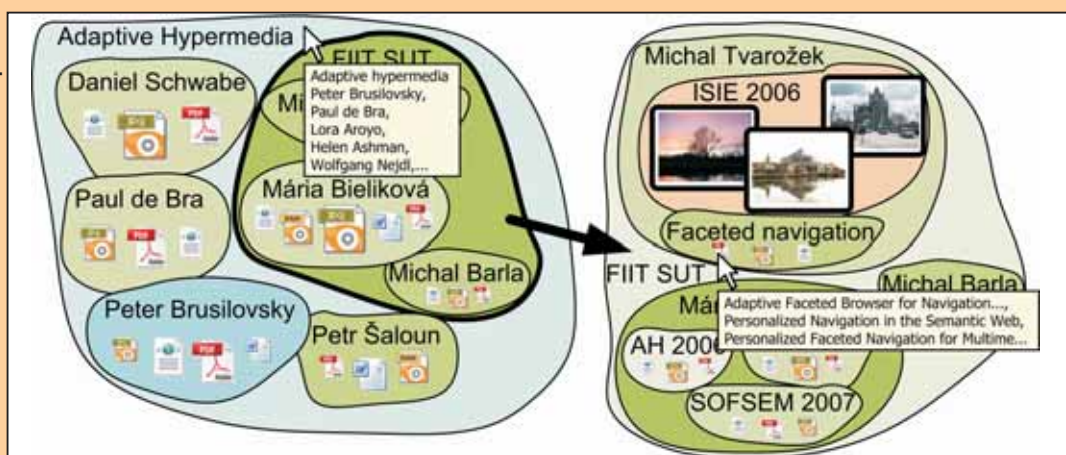 Adaptive Hypermedia
FIIT SUT
Daniel Schwabe
Adaptive hypermedia
Peter Brusilovsky,
Paul de Bra,
Lora Aroyo,
Helen Ashman,
Wolfgang Nejdl,...
Paul de Bra
Mária Bieliková
Michal Barla
Peter Brusilovsky
Petr Šaloun
Michal Tvarožek
ISIE 2006
Faceted navigation
FIIT SUT
Michal Barla
Adaptive Faceted Browser for Navigation...,
Personalized Navigation in the Semantic Web,
Personalized Faceted Navigation for Multime...
AH 2006
SOFSEM 2007